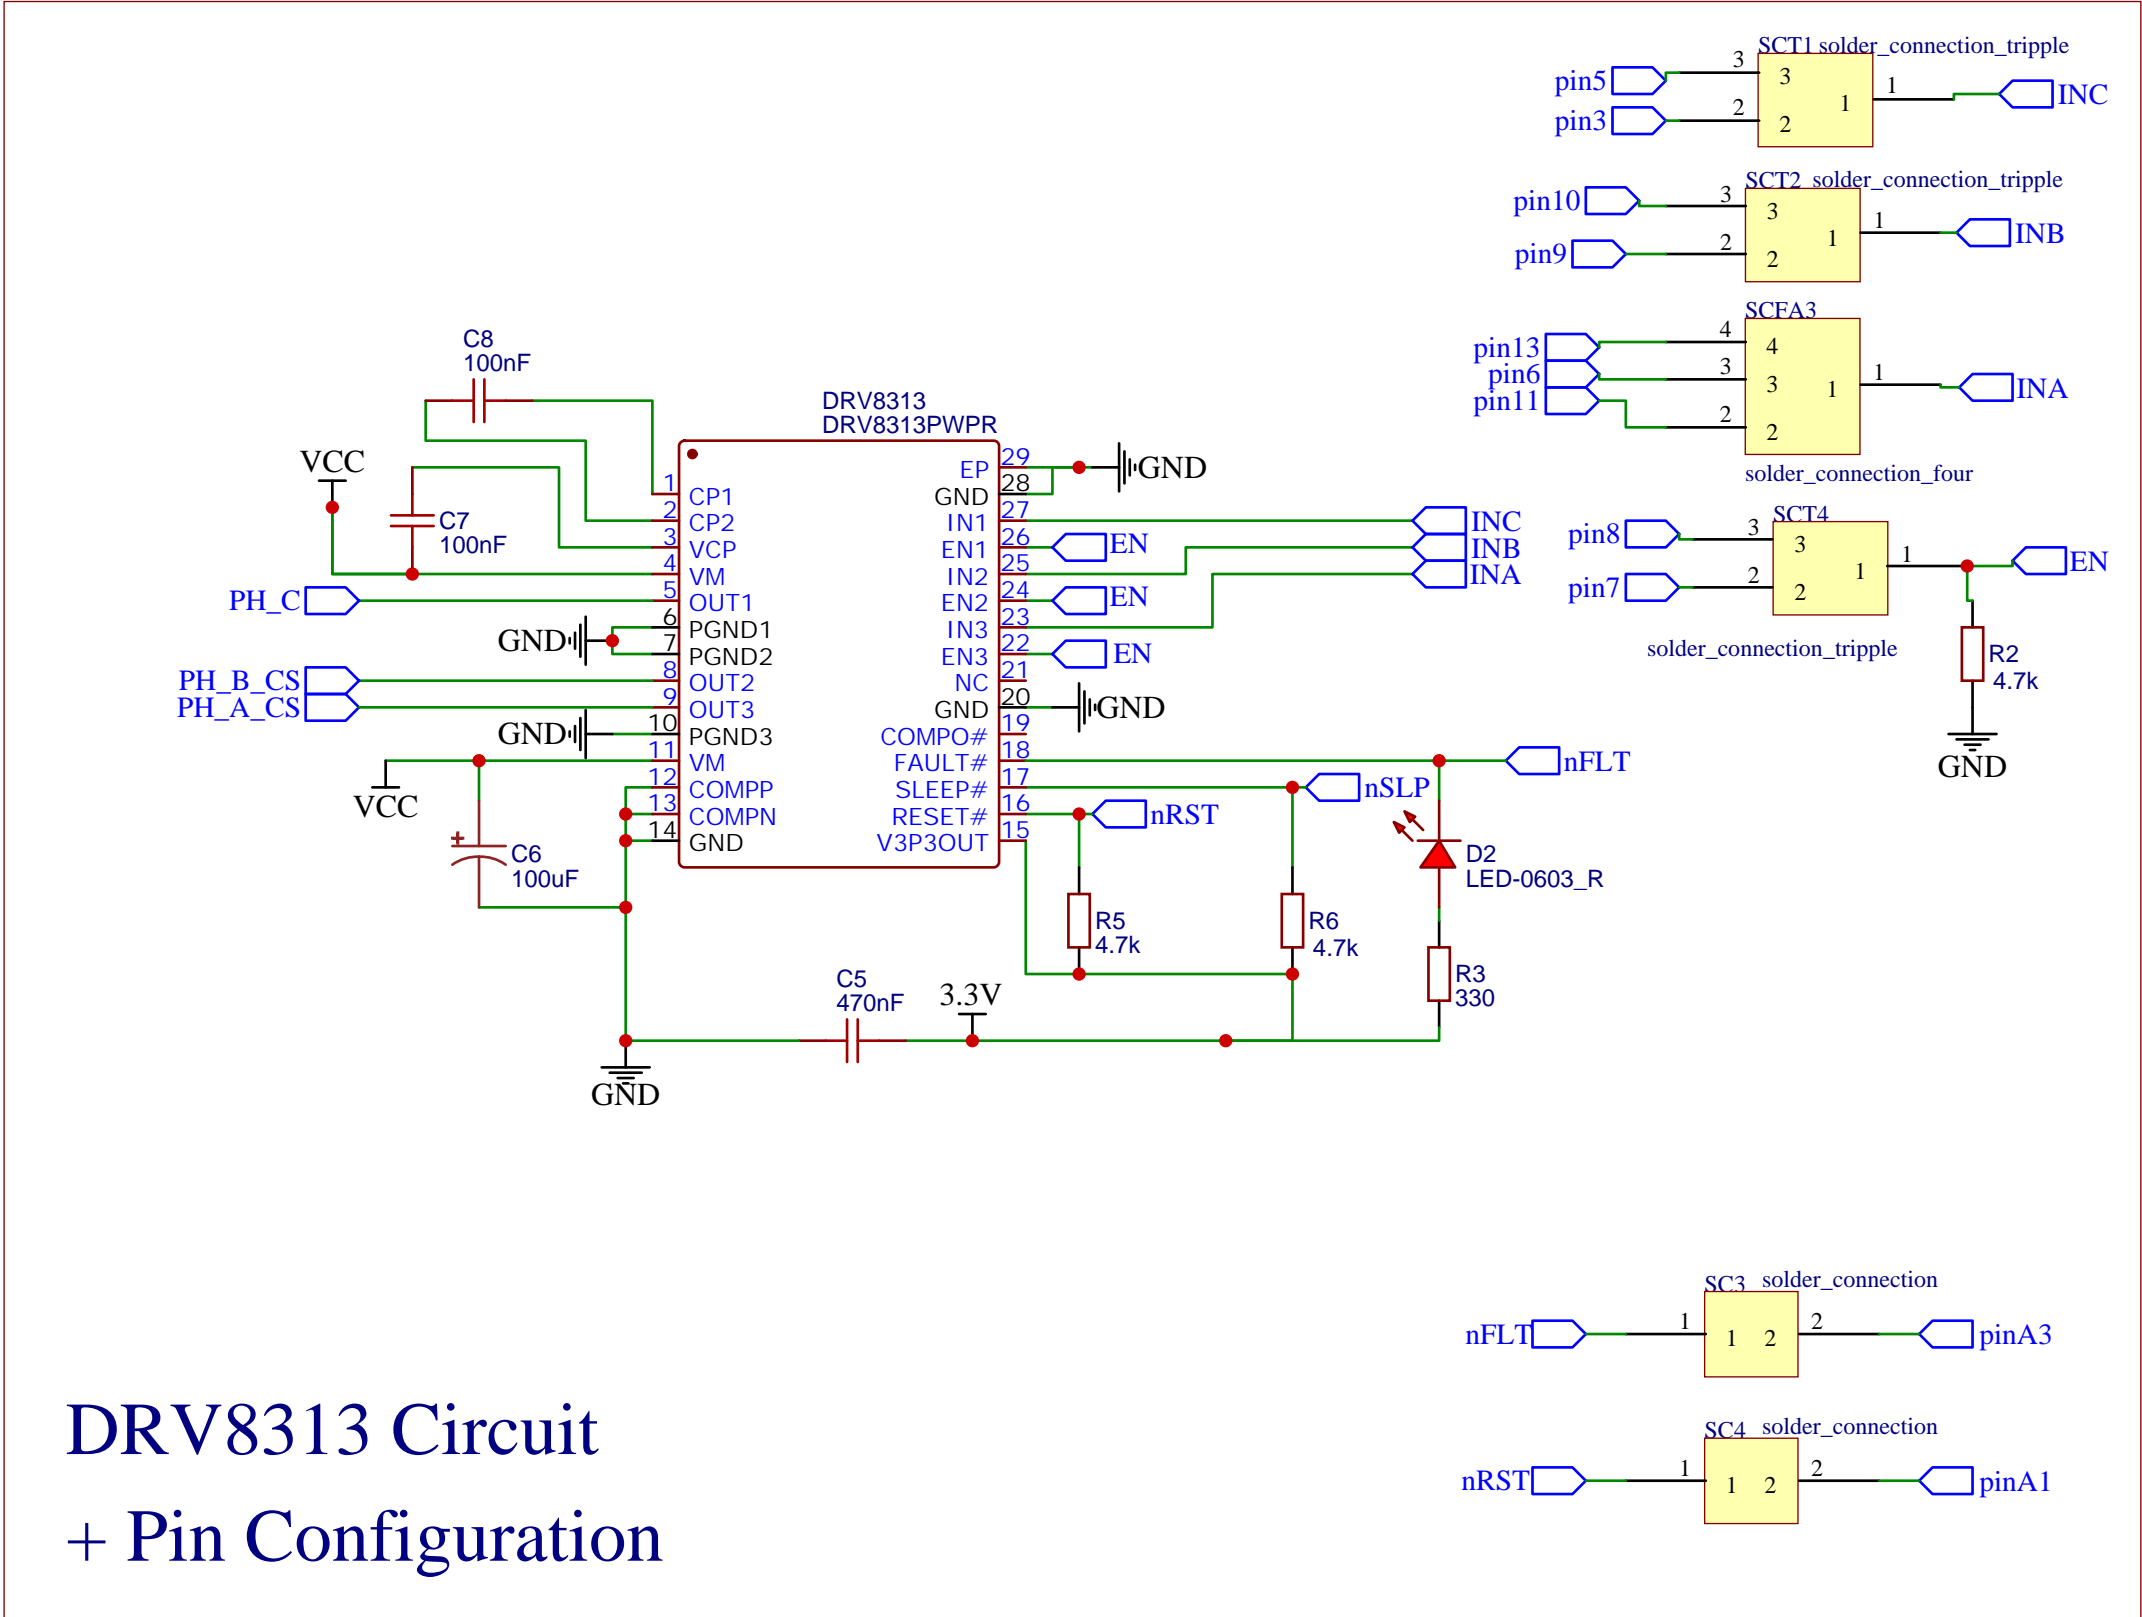 SCT1 solder_connection_tripple
pin5 3 3
1 1 INC
pin3 2 2
SCT2 solder_connection_tripple
pin10 3 3
1 1 INB
pin9 2 2
SCFA3
pin13 4 4
pin6 3 3
1 1 INA
pin11 2 2
solder_connection_four
SCT4
pin8 3 3
1 1 EN
pin7 2 2
solder_connection_tripple
R2
4.7k
GND
C8
100nF
DRV8313
DRV8313PWPR
VCC
C7
100nF
1 CP1
2 CP2
3 VCP
4 VM
PH_C 5 OUT1
GND 6 PGND1
7 PGND2
PH_B_CS 8 OUT2
PH_A_CS 9 OUT3
GND 10 PGND3
11 VM
12 COMPP
13 COMPN
14 GND
VCC
+
C6
100uF
EP 29 GND
GND 28
IN1 27 INC
EN1 26 EN
IN2 25 INB
EN2 24 EN
IN3 23 INA
EN3 22 EN
NC 21
GND 20 GND
COMPO# 19
FAULT# 18 nFLT
SLEEP# 17 nSLP
RESET# 16 nRST
V3P3OUT 15
D2
LED-0603_R
R5
4.7k
R6
4.7k
R3
330
C5
470nF
3.3V
GND
SC3 solder_connection
nFLT 1 1 2 2 pinA3
SC4 solder_connection
nRST 1 1 2 2 pinA1
DRV8313 Circuit
+ Pin Configuration